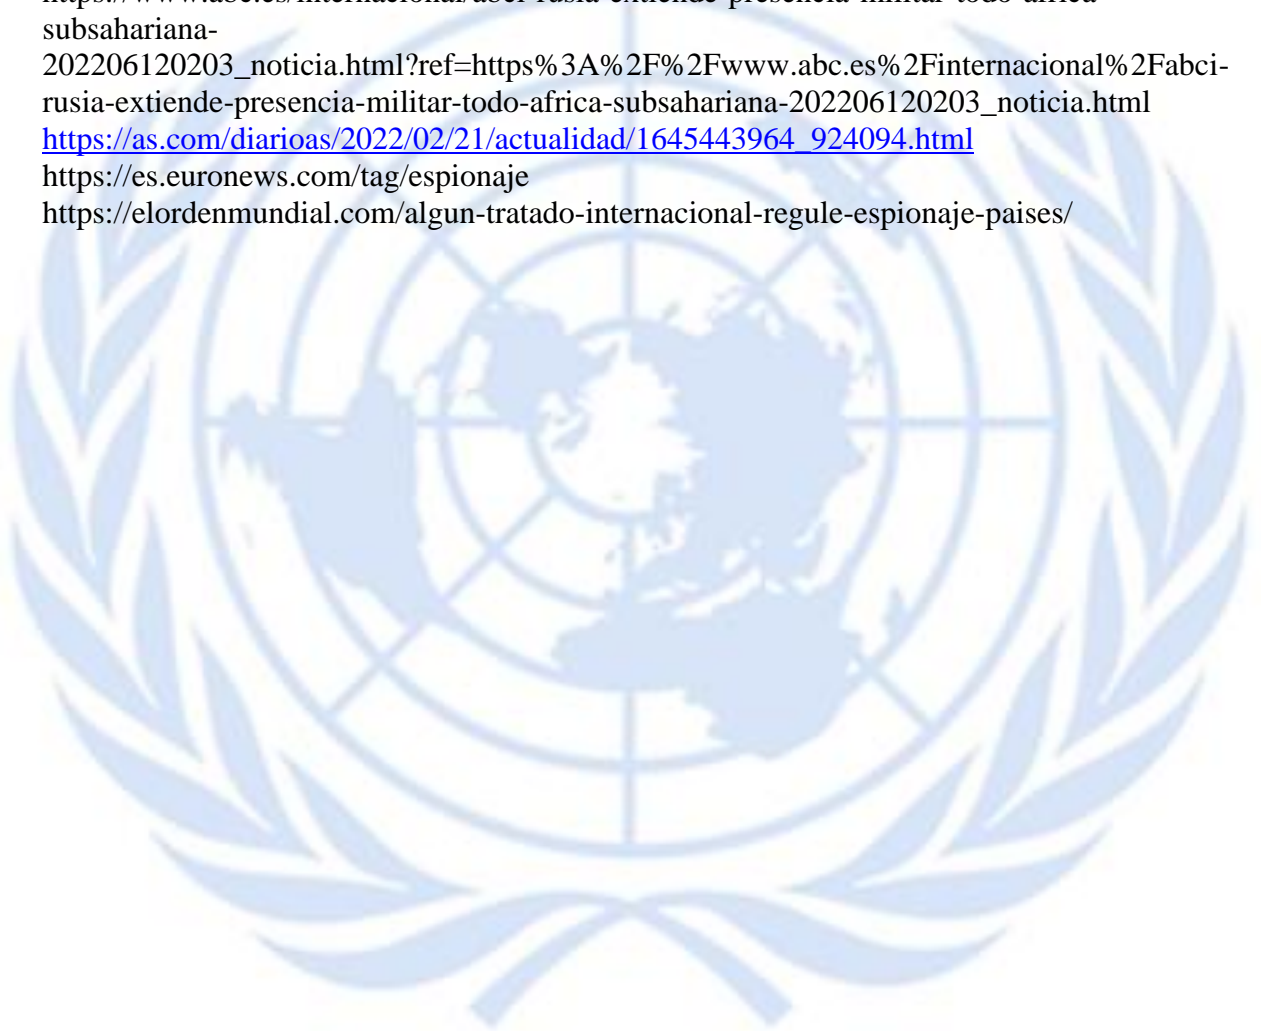 subsahariana-
202206120203_noticia.html?ref=https%3A%2F%2Fwww.abc.es%2Finternacional%2Fabci-
rusia-extiende-presencia-militar-todo-africa-subsahariana-202206120203_noticia.html
https://as.com/diarioas/2022/02/21/actualidad/1645443964_924094.html
https://es.euronews.com/tag/espionaje
https://elordenmundial.com/algun-tratado-internacional-regule-espionaje-paises/